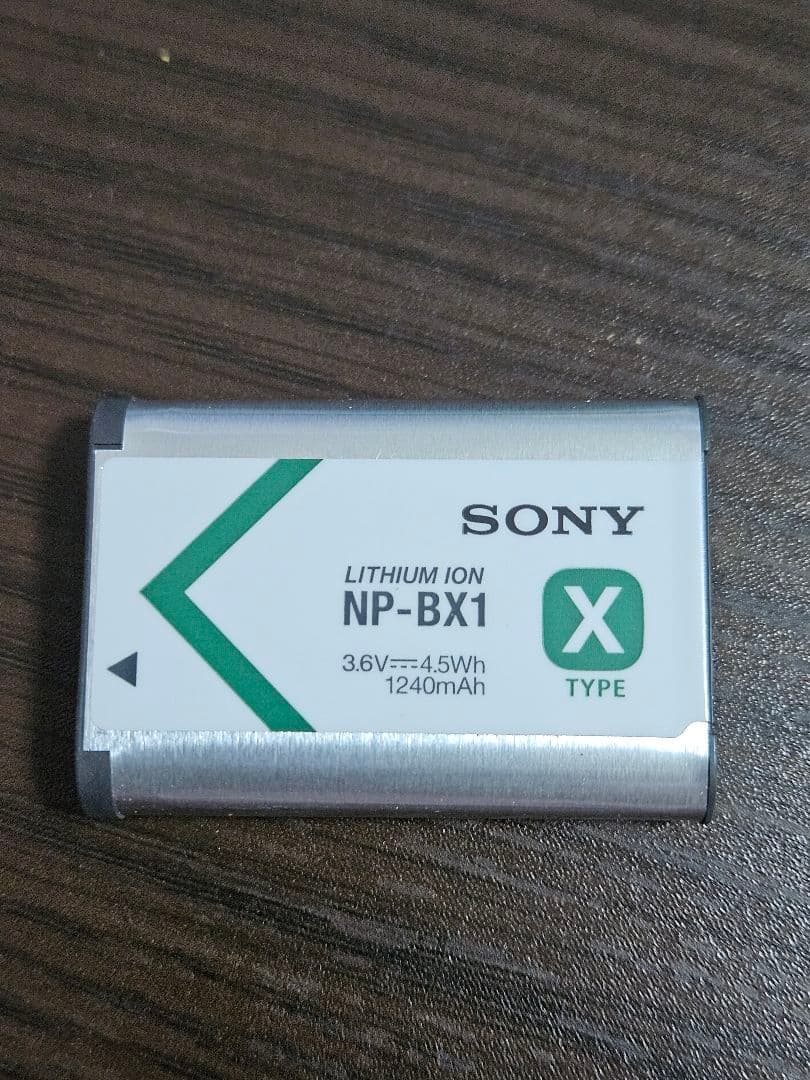 SONY
LITHIUM ION
NP-BX1
3.6V⎓4.5Wh
1240mAh
X
TYPE